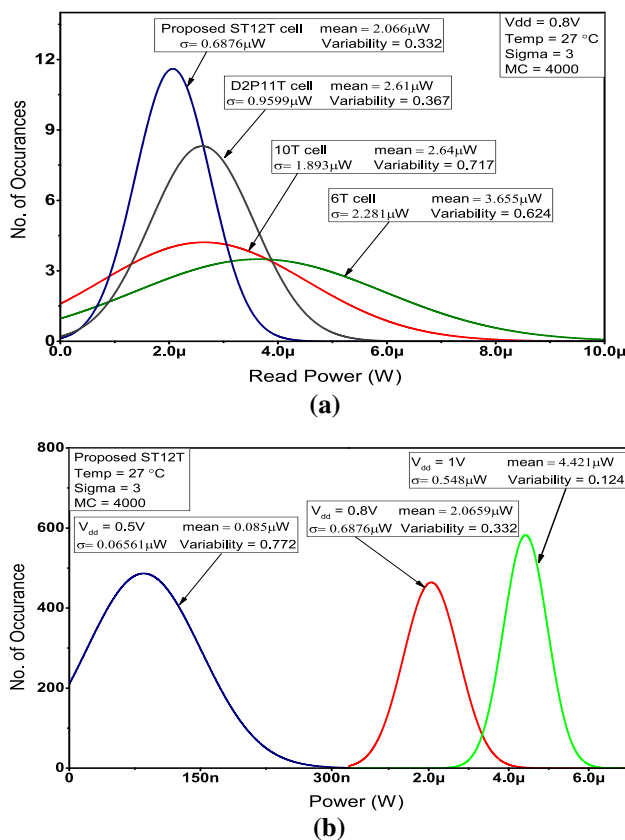 Proposed ST12T cell mean = 2.066μW
σ = 0.6876μW Variability = 0.332
Vdd = 0.8V
Temp = 27 °C
Sigma = 3
MC = 4000
D2P11T cell mean = 2.61μW
σ = 0.9599μW Variability = 0.367
10T cell mean = 2.64μW
σ = 1.893μW Variability = 0.717
6T cell mean = 3.655μW
σ = 2.281μW Variability = 0.624
No. of Occurances
12
9
6
3
0
0.0 2.0μ 4.0μ 6.0μ 8.0μ 10.0μ
Read Power (W)
(a)
Proposed ST12T
Temp = 27 °C
Sigma = 3
MC = 4000
V_dd = 1V mean = 4.421μW
σ = 0.548μW Variability = 0.124
V_dd = 0.5V mean = 0.085μW
σ = 0.06561μW Variability = 0.772
V_dd = 0.8V mean = 2.0659μW
σ = 0.6876μW Variability = 0.332
No. of Occurance
800
600
400
200
0
0 150n 300n 2.0μ 4.0μ 6.0μ
Power (W)
(b)